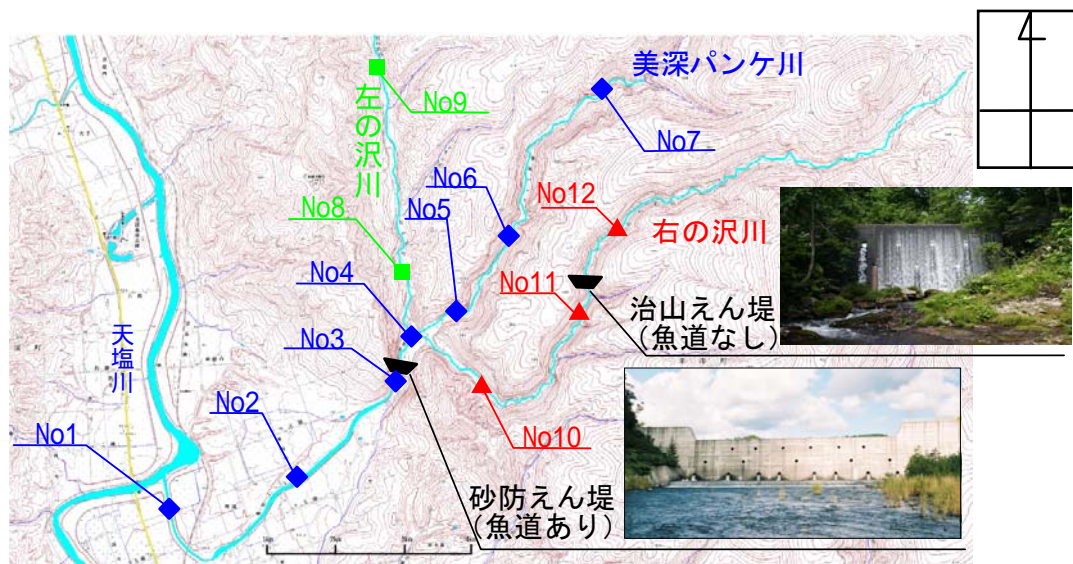 美深パンケ川
左の沢川
No9
No7
No6
No12
No5
右の沢川
No8
No4
No11
治山えん堤
(魚道なし)
天塩川
No3
No2
No1
No10
砂防えん堤
(魚道あり)